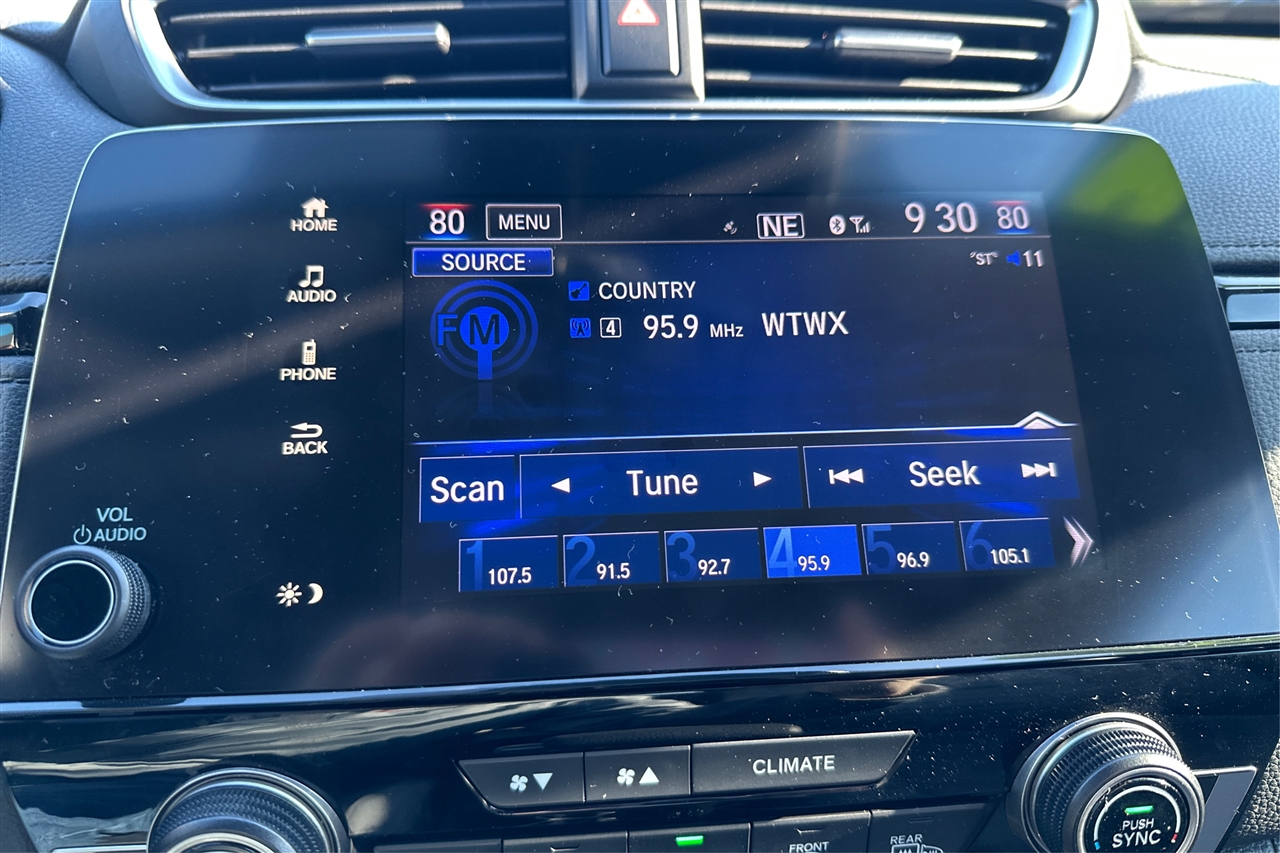 HOME
AUDIO
PHONE
BACK
VOL
AUDIO
80 MENU NE 9 30 80
SOURCE "ST" 11
FM
COUNTRY
4 95.9 MHz WTWX
Scan Tune Seek
1 107.5 2 91.5 3 92.7 4 95.9 5 96.9 6 105.1
CLIMATE
FRONT
REAR
PUSH
SYNC